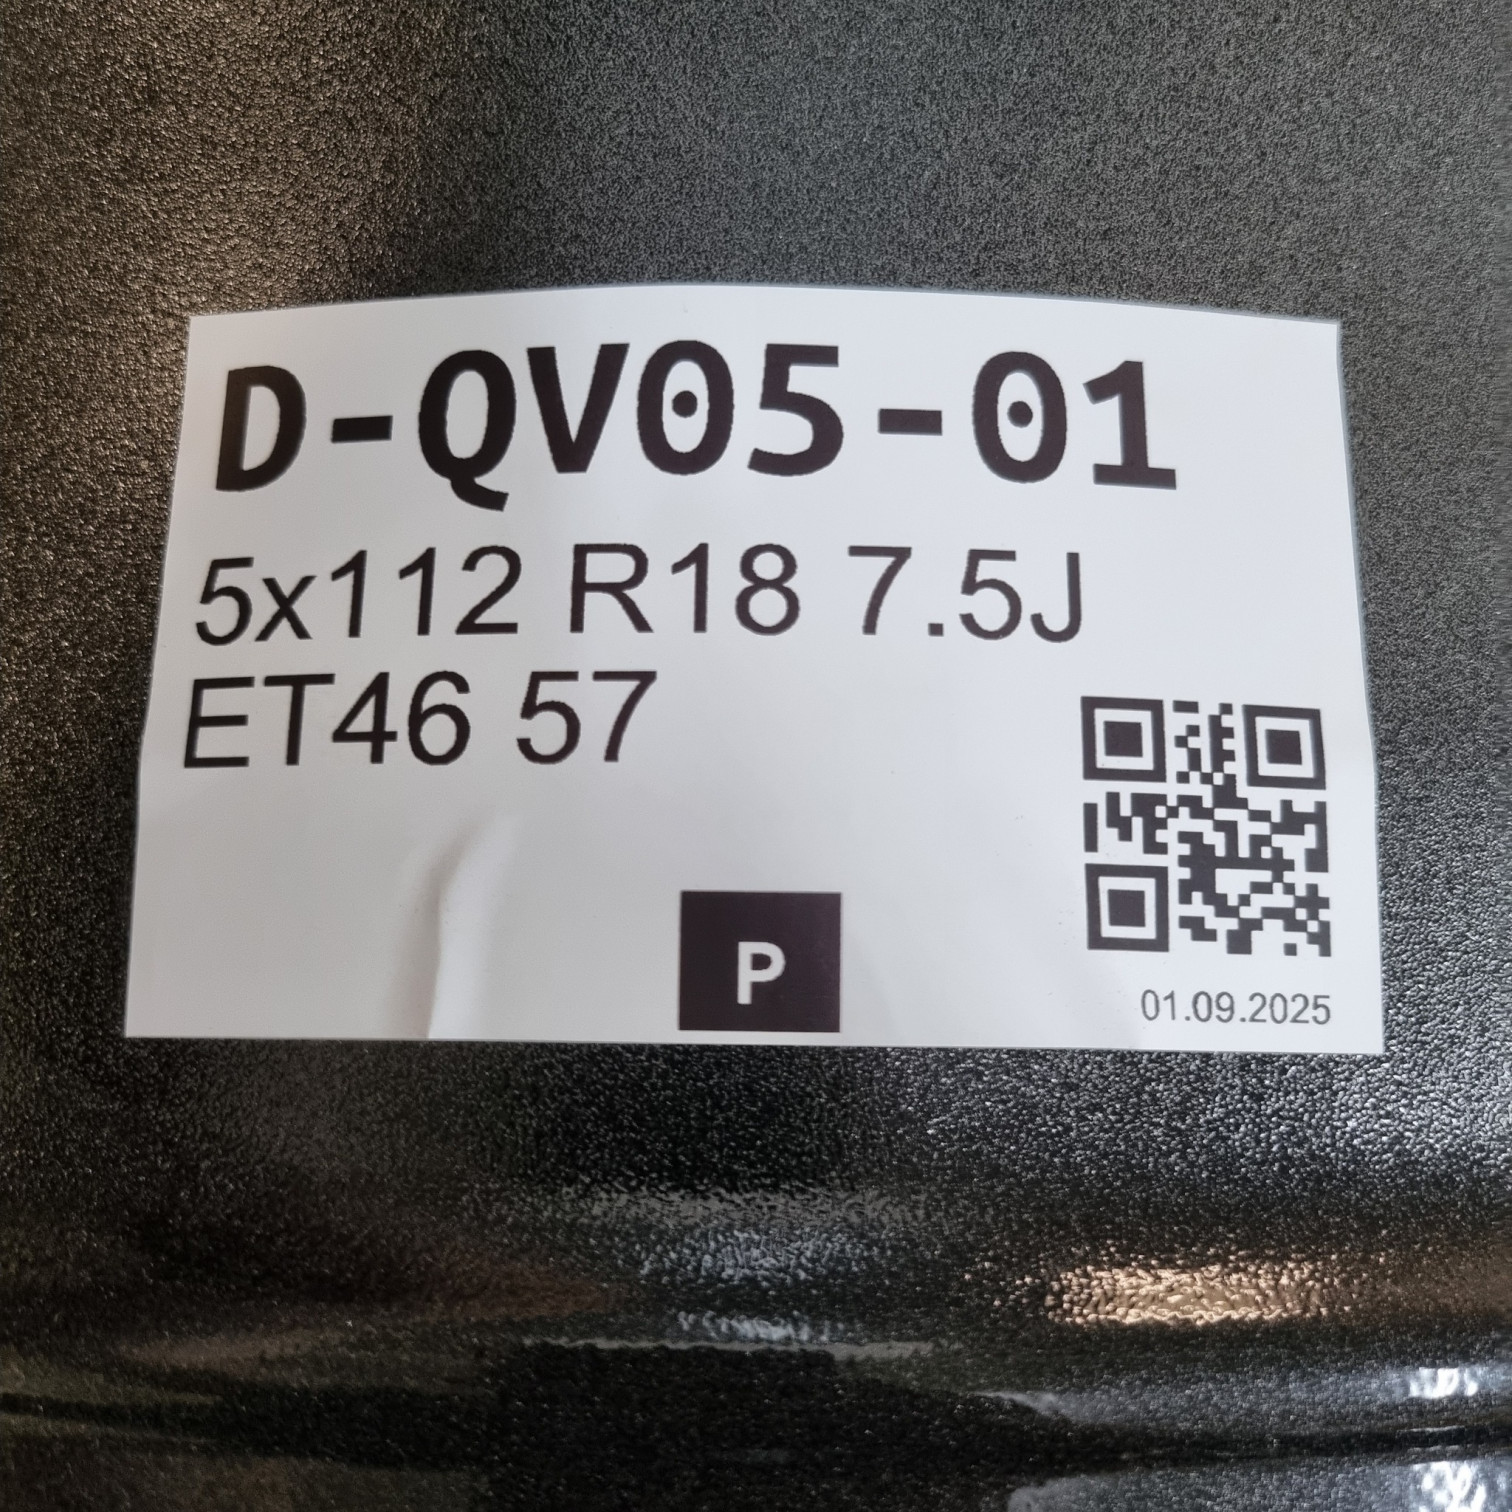 D-QV05-01
5x112 R18 7.5J
ET46 57
P
01.09.2025